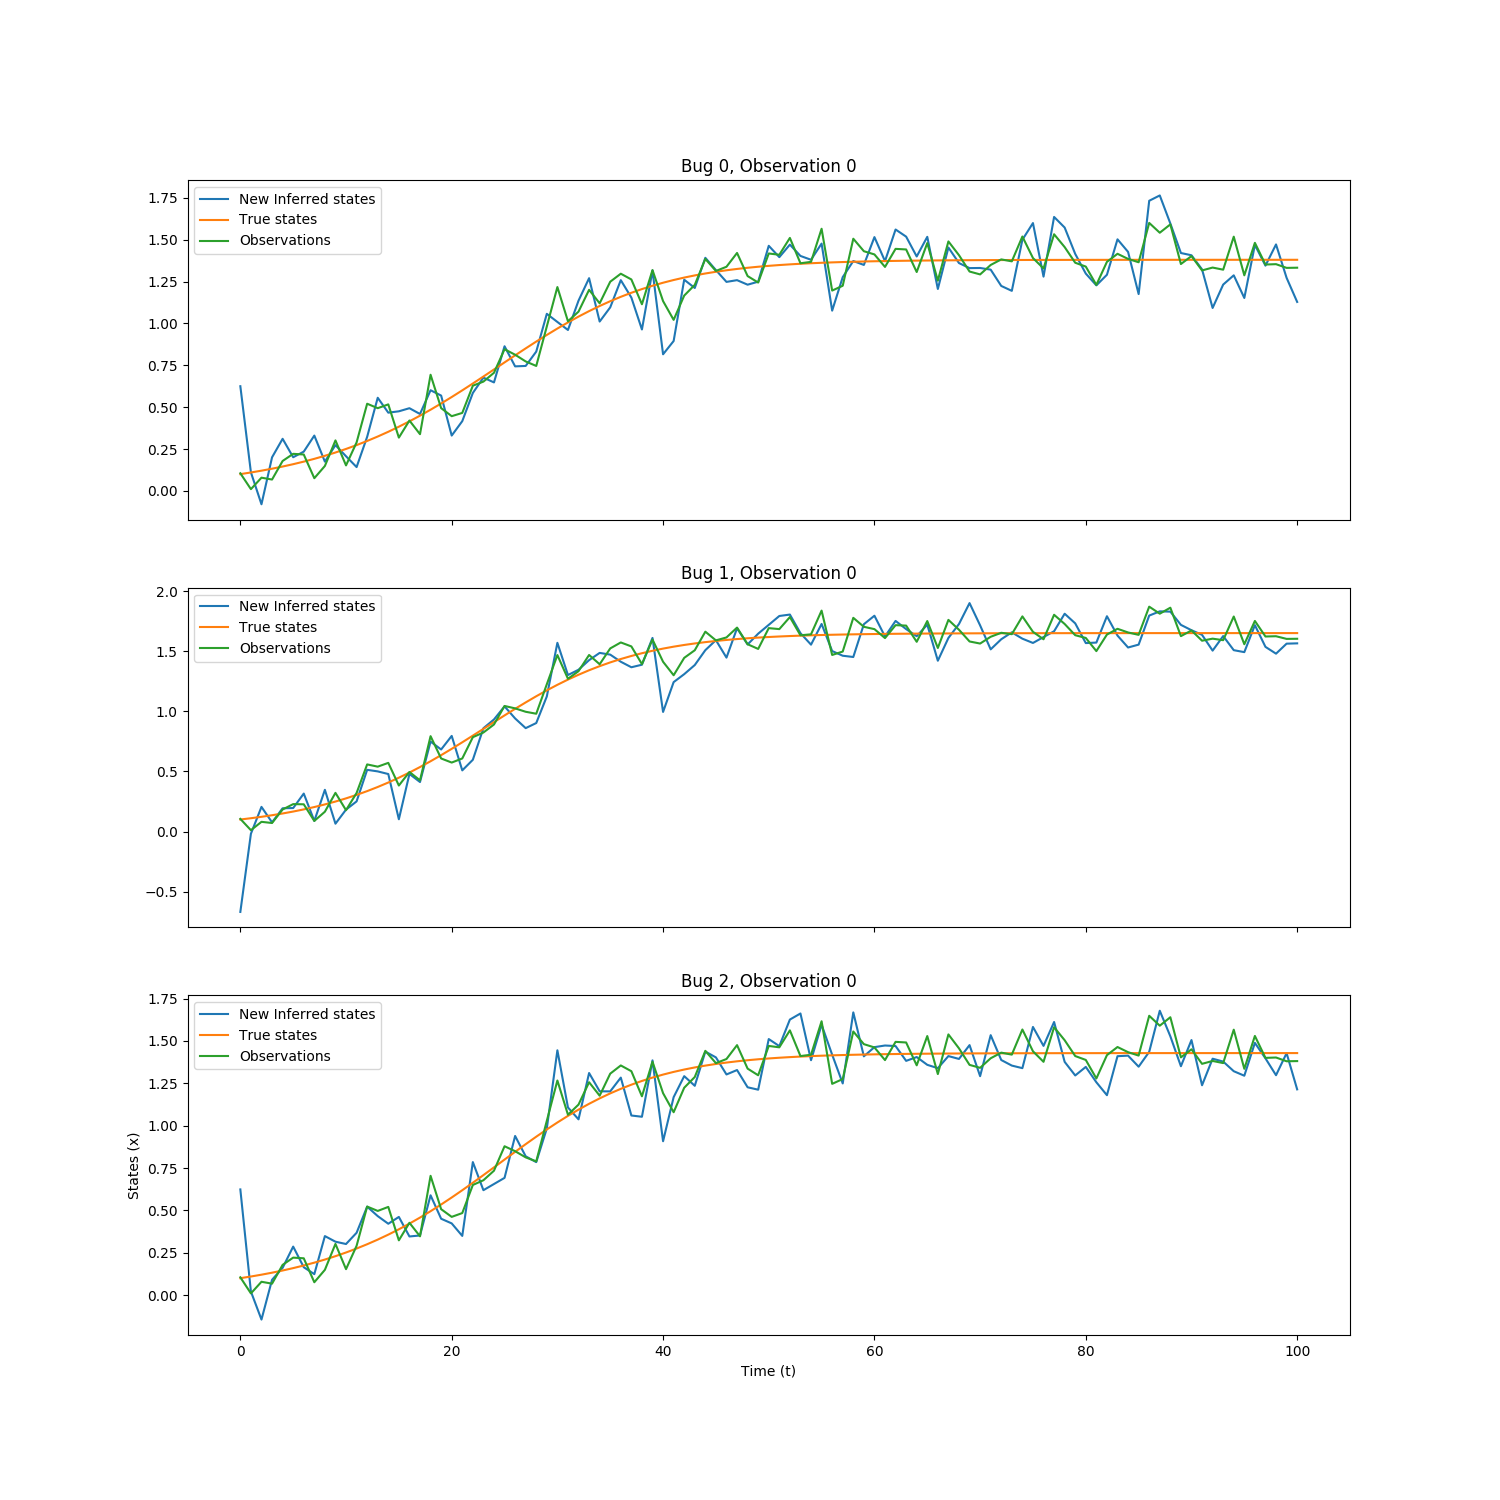 Bug 0, Observation 0
New Inferred states
True states
Observations
1.75
1.50
1.25
1.00
0.75
0.50
0.25
0.00
Bug 1, Observation 0
New Inferred states
True states
Observations
2.0
1.5
1.0
0.5
0.0
−0.5
Bug 2, Observation 0
New Inferred states
True states
Observations
1.75
1.50
1.25
1.00
0.75
0.50
0.25
0.00
States (x)
0 20 40 60 80 100
Time (t)